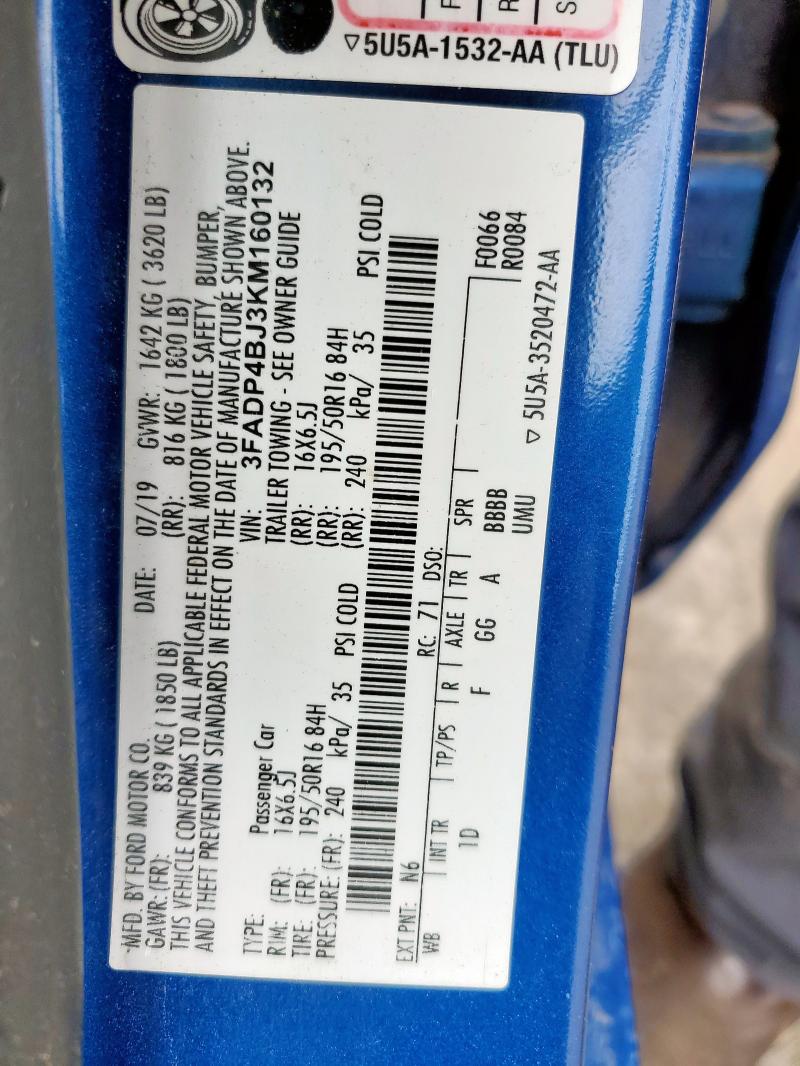 F
R
S
▽5U5A-1532-AA (TLU)
MFD. BY FORD MOTOR CO. DATE: 07/19 GVWR: 1642 KG ( 3620 LB)
GAWR: (FR): 839 KG ( 1850 LB) (RR): 816 KG ( 1800 LB)
THIS VEHICLE CONFORMS TO ALL APPLICABLE FEDERAL MOTOR VEHICLE SAFETY, BUMPER,
AND THEFT PREVENTION STANDARDS IN EFFECT ON THE DATE OF MANUFACTURE SHOWN ABOVE.
VIN: 3FADP4BJ3KM160132
TYPE: Passenger Car TRAILER TOWING - SEE OWNER GUIDE
RIM: (FR): 16X6.5J (RR): 16X6.5J
TIRE: (FR): 195/50R16 84H (RR): 195/50R16 84H
PRESSURE: (FR): 240 kPa/ 35 PSI COLD (RR): 240 kPa/ 35 PSI COLD
EXT PNT: N6 RC: 71 DSO: F0066
WB INT TR TP/PS R AXLE TR SPR R0084
1D F GG A BBBB
UMU
▽ 5U5A-3520472-AA